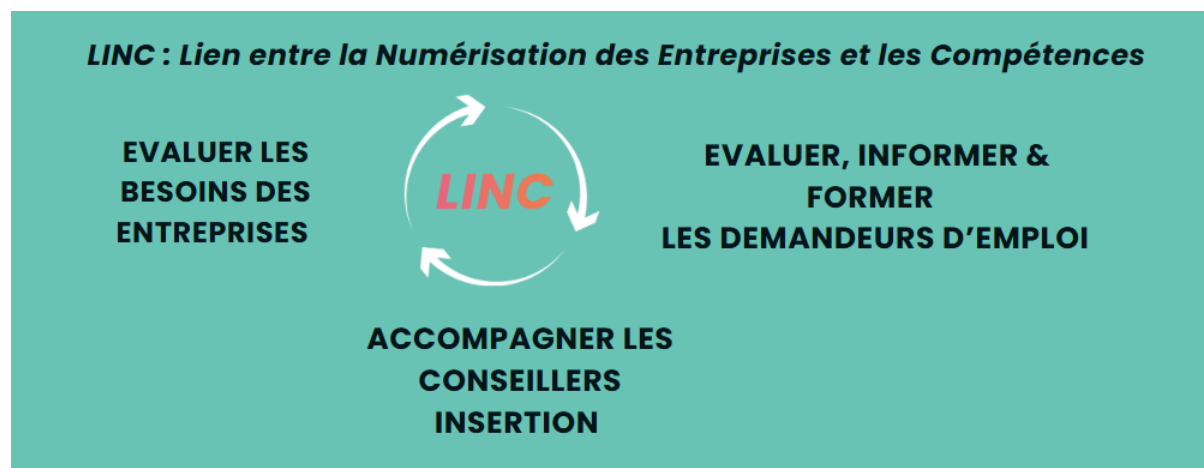 LINC : Lien entre la Numérisation des Entreprises et les Compétences
EVALUER LES
BESOINS DES
ENTREPRISES
LINC
EVALUER, INFORMER &
FORMER
LES DEMANDEURS D’EMPLOI
ACCOMPAGNER LES
CONSEILLERS
INSERTION